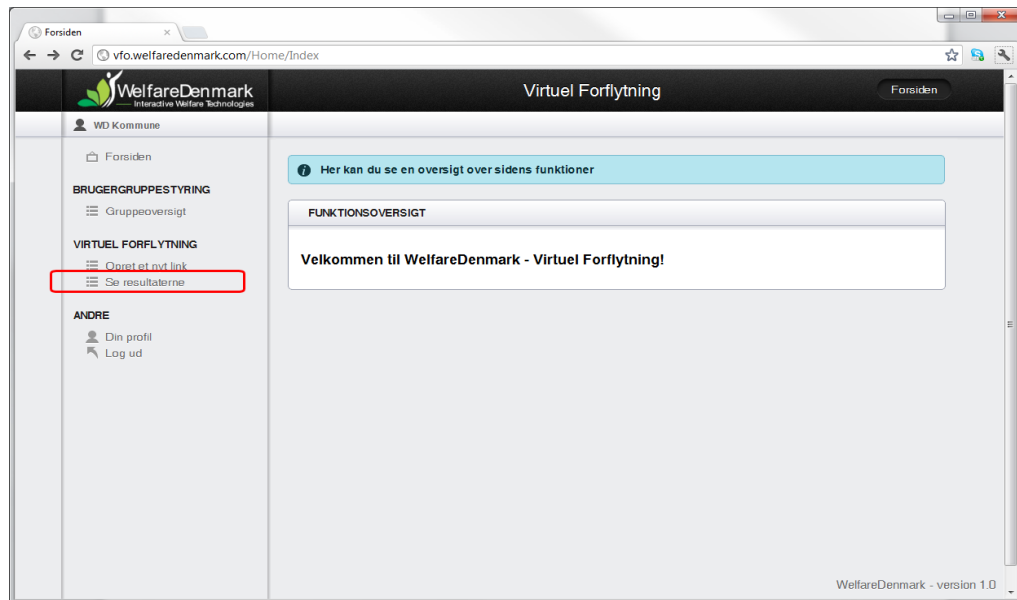 Forsiden
vfo.welfaredenmark.com/Home/Index
WelfareDenmark
Interactive Welfare Technologies
Virtuel Forflytning
Forsiden
WD Kommune
Forsiden
BRUGERGRUPPESTYRING
Gruppeoversigt
VIRTUEL FORFLYTNING
Opret et nyt link
Se resultaterne
ANDRE
Din profil
Log ud
Her kan du se en oversigt over sidens funktioner
FUNKTIONSOVERSIGT
Velkommen til WelfareDenmark - Virtuel Forflytning!
WelfareDenmark - version 1.0